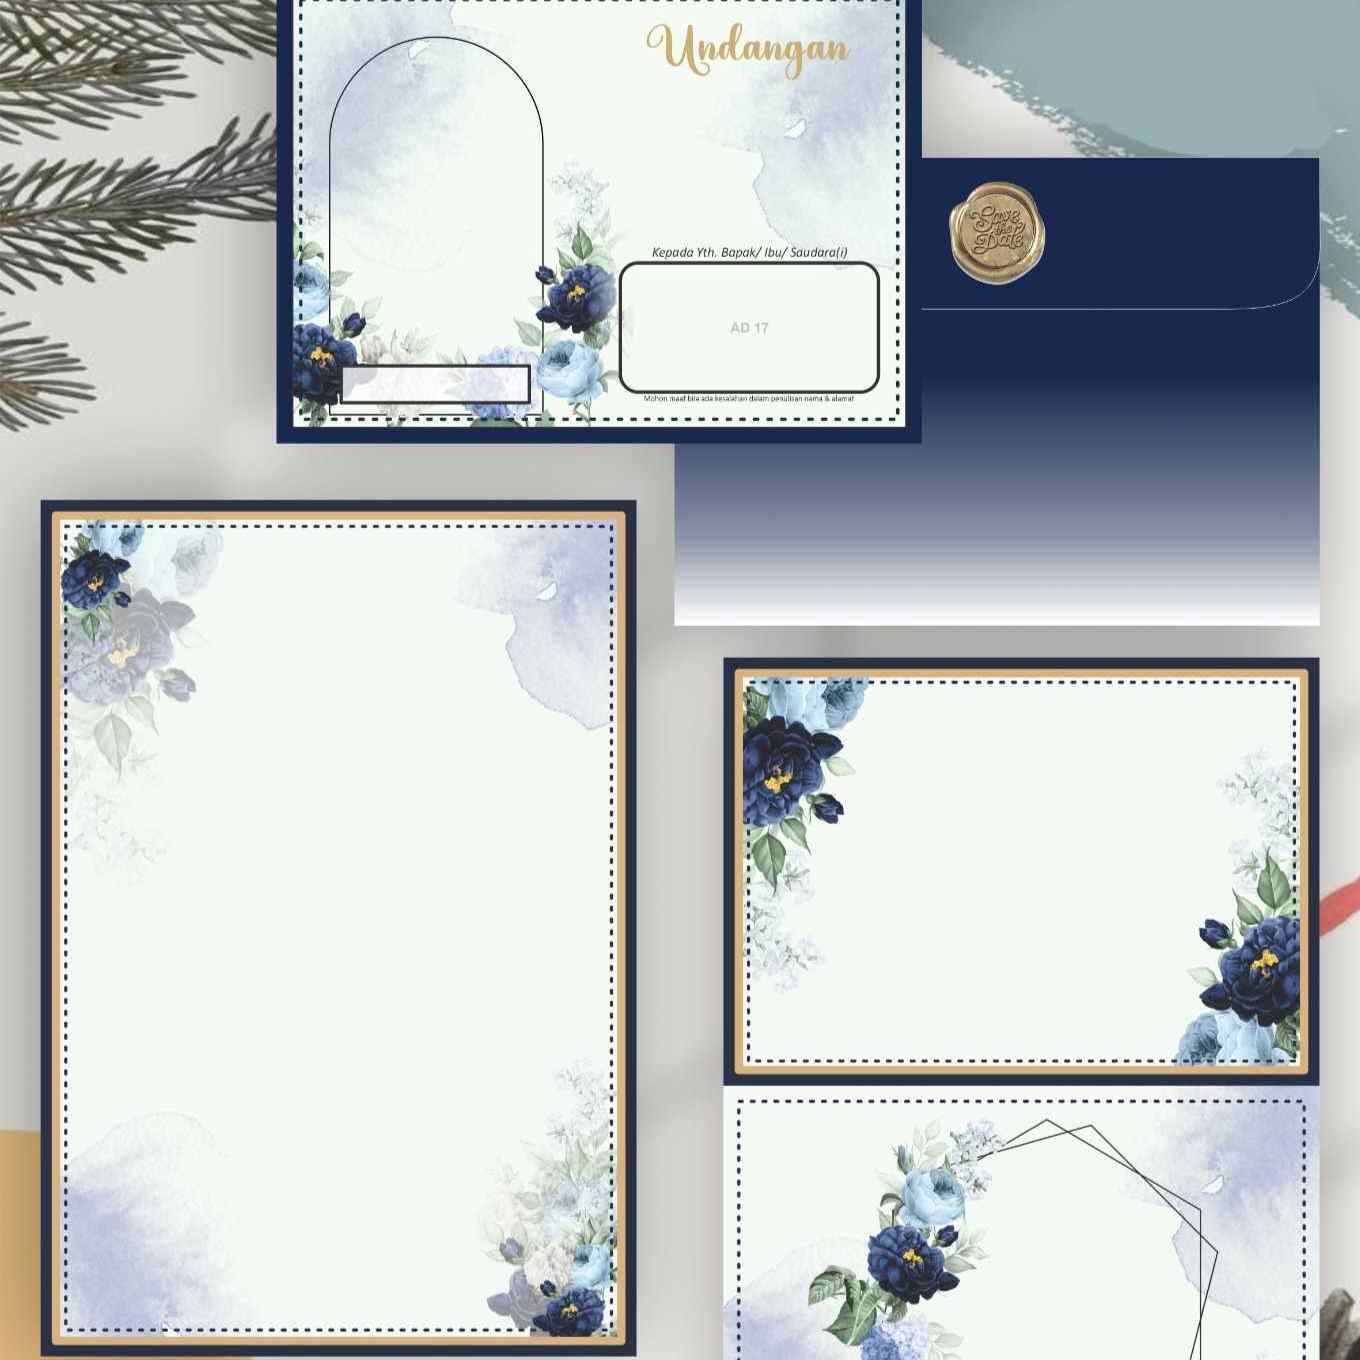 Undangan
Save
the
Date
Kepada Yth. Bapak/ Ibu/ Saudara(i)
AD 17
Mohon maaf bila ada kesalahan dalam penulisan nama & alamat